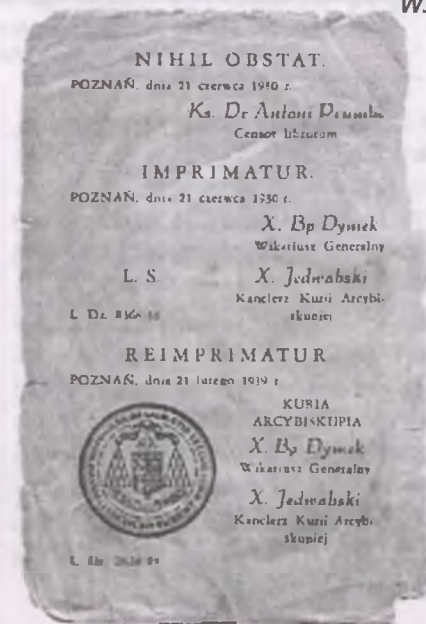 W.
NIHIL OBSTAT.
POZNAŃ, dnia 21 czerwca r.
Ks. Dr Antoni
Censor librorum
IMPRIMATUR.
POZNAŃ, dnia 21 czerwca 1930 r.
X. Bp Dymek
Wikariusz Generalny
L. S. X. Jedwabski
Kanclerz Kurii Arcybi-
L. Dz. skupiej
REIMPRIMATUR
POZNAŃ, dnia 21 lutego 1939 r.
KURIA
ARCYBISKUPIA
X. Bp Dymek
Wikariusz Generalny
X. Jedwabski
Kanclerz Kurii Arcybi-
skupiej